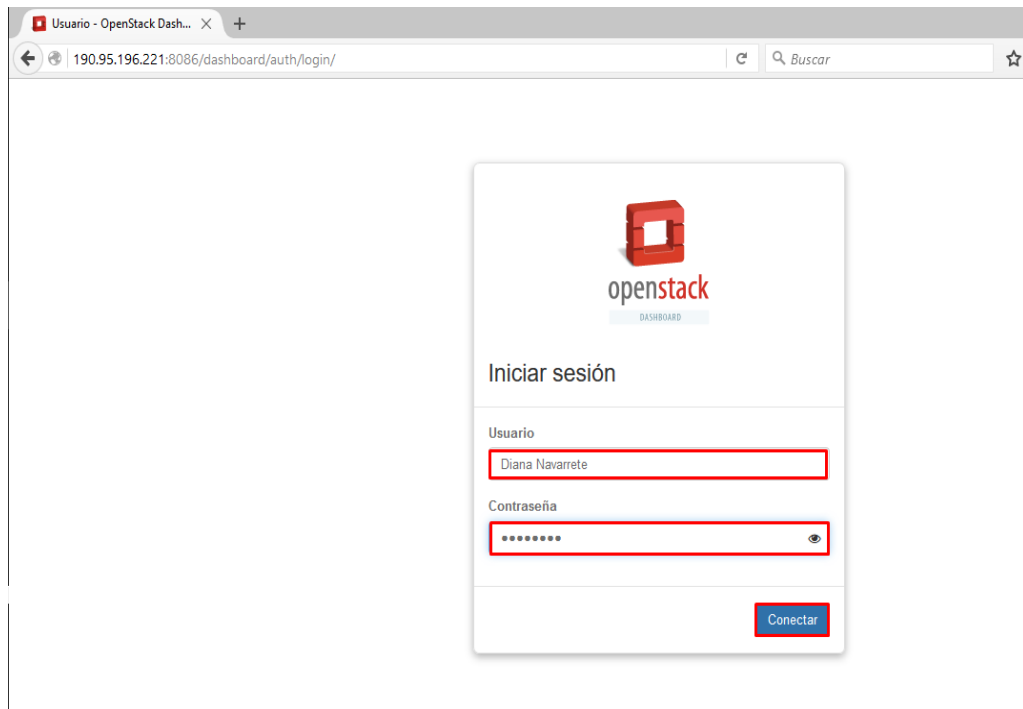 Usuario - OpenStack Dash...
190.95.196.221:8086/dashboard/auth/login/
Buscar
openstack
DASHBOARD
Iniciar sesión
Usuario
Diana Navarrete
Contraseña
••••••••
Conectar